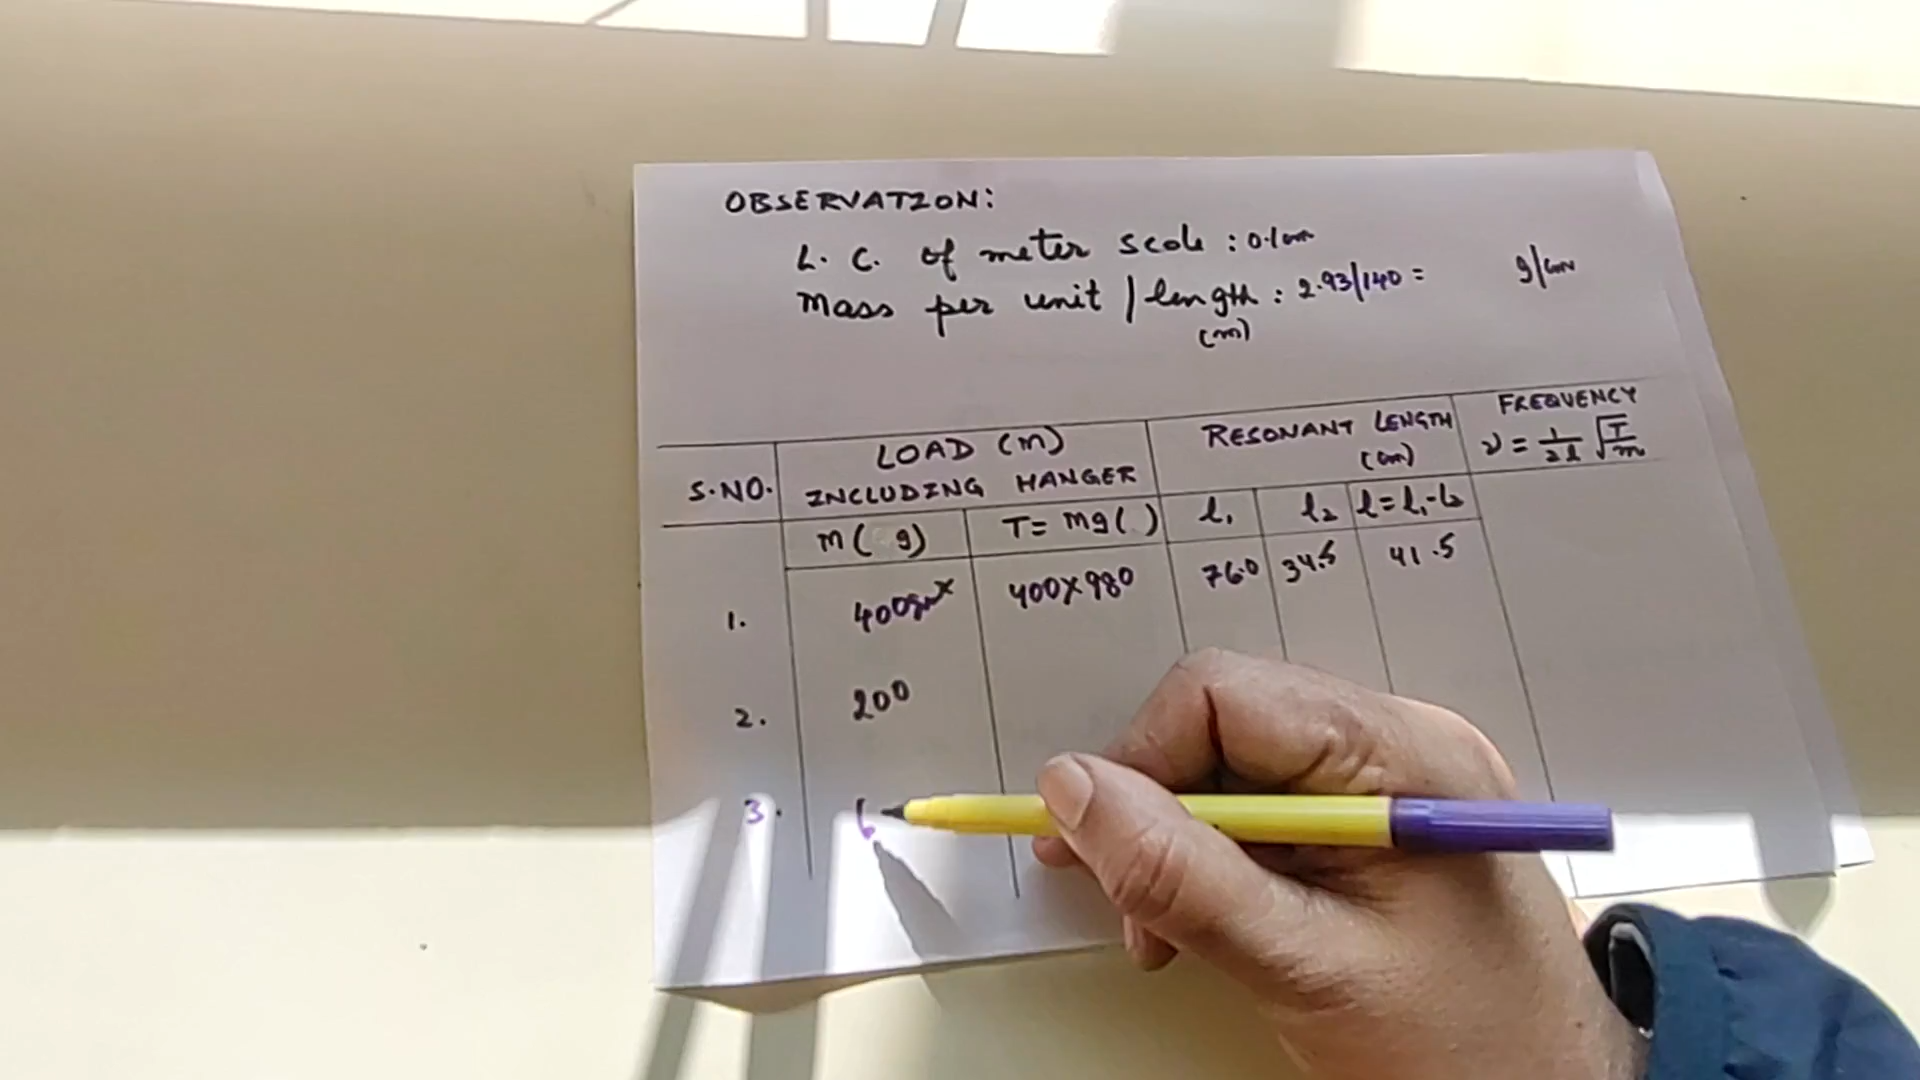 OBSERVATION:
L. C. of meter scale : 0.1cm
Mass per unit / length : 2.93/140 = g/cm
(m)
S.NO. LOAD (M) INCLUDING HANGER RESONANT LENGTH (cm) FREQUENCY ν = 1/2l √T/m
M ( g) T = Mg ( ) l₁ l₂ l = l₁-l₂
1. 400gm x 400x980 76.0 34.5 41.5
2. 200
3. 6